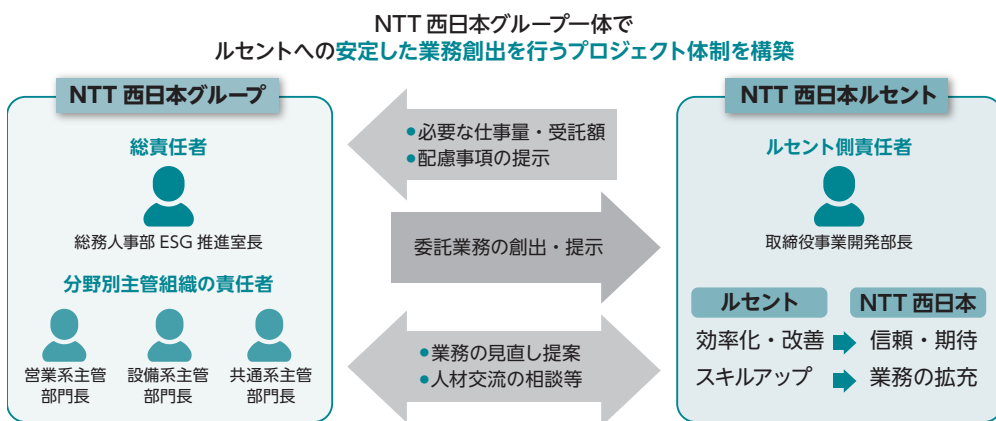 NTT 西日本グループ一体で
ルセントへの安定した業務創出を行うプロジェクト体制を構築
NTT 西日本グループ
総責任者
総務人事部 ESG 推進室長
分野別主管組織の責任者
営業系主管
部門長
設備系主管
部門長
共通系主管
部門長
●必要な仕事量・受託額
●配慮事項の提示
委託業務の創出・提示
●業務の見直し提案
●人材交流の相談等
NTT 西日本ルセント
ルセント側責任者
取締役事業開発部長
ルセント NTT 西日本
効率化・改善 信頼・期待
スキルアップ 業務の拡充